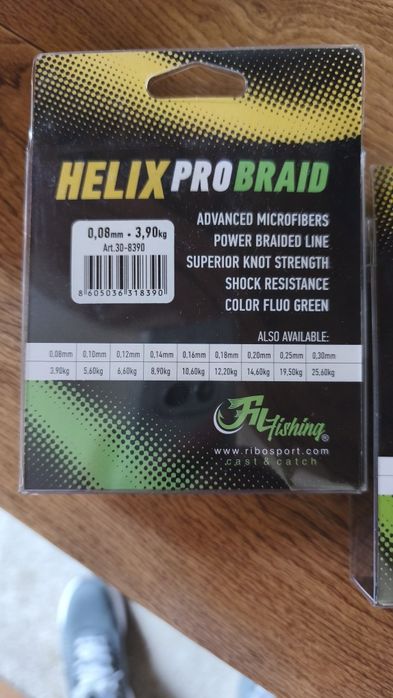 HELIX PRO BRAID
0,08mm • 3,90kg
Art.30-8390
8 605036 318390
ADVANCED MICROFIBERS
POWER BRAIDED LINE
SUPERIOR KNOT STRENGTH
SHOCK RESISTANCE
COLOR FLUO GREEN
ALSO AVAILABLE:
0,08mm 0,10mm 0,12mm 0,14mm 0,16mm 0,18mm 0,20mm 0,25mm 0,30mm
3,90kg 5,60kg 6,60kg 8,90kg 10,60kg 12,20kg 14,60kg 19,50kg 25,60kg
Fil fishing ®
www.ribosport.com
cast & catch